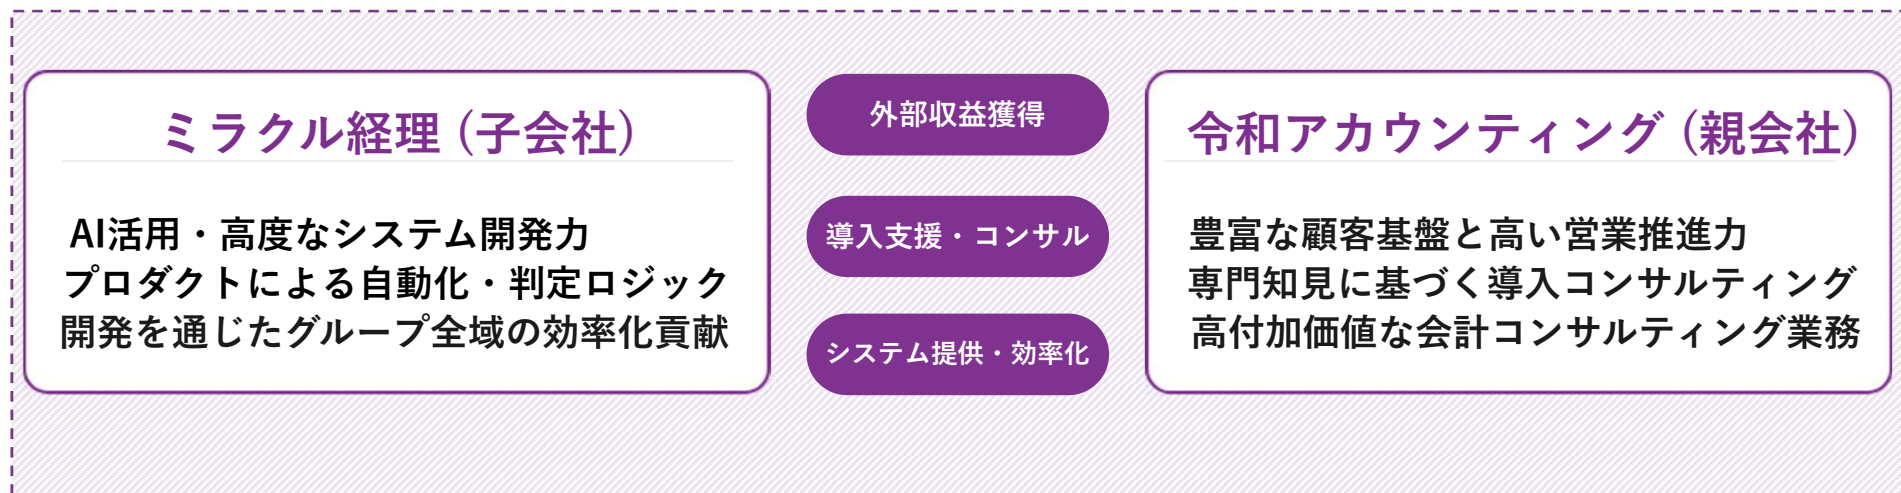 ミラクル経理 (子会社)
AI活用・高度なシステム開発力
プロダクトによる自動化・判定ロジック
開発を通じたグループ全域の効率化貢献
外部収益獲得
導入支援・コンサル
システム提供・効率化
令和アカウンティング (親会社)
豊富な顧客基盤と高い営業推進力
専門知見に基づく導入コンサルティング
高付加価値な会計コンサルティング業務